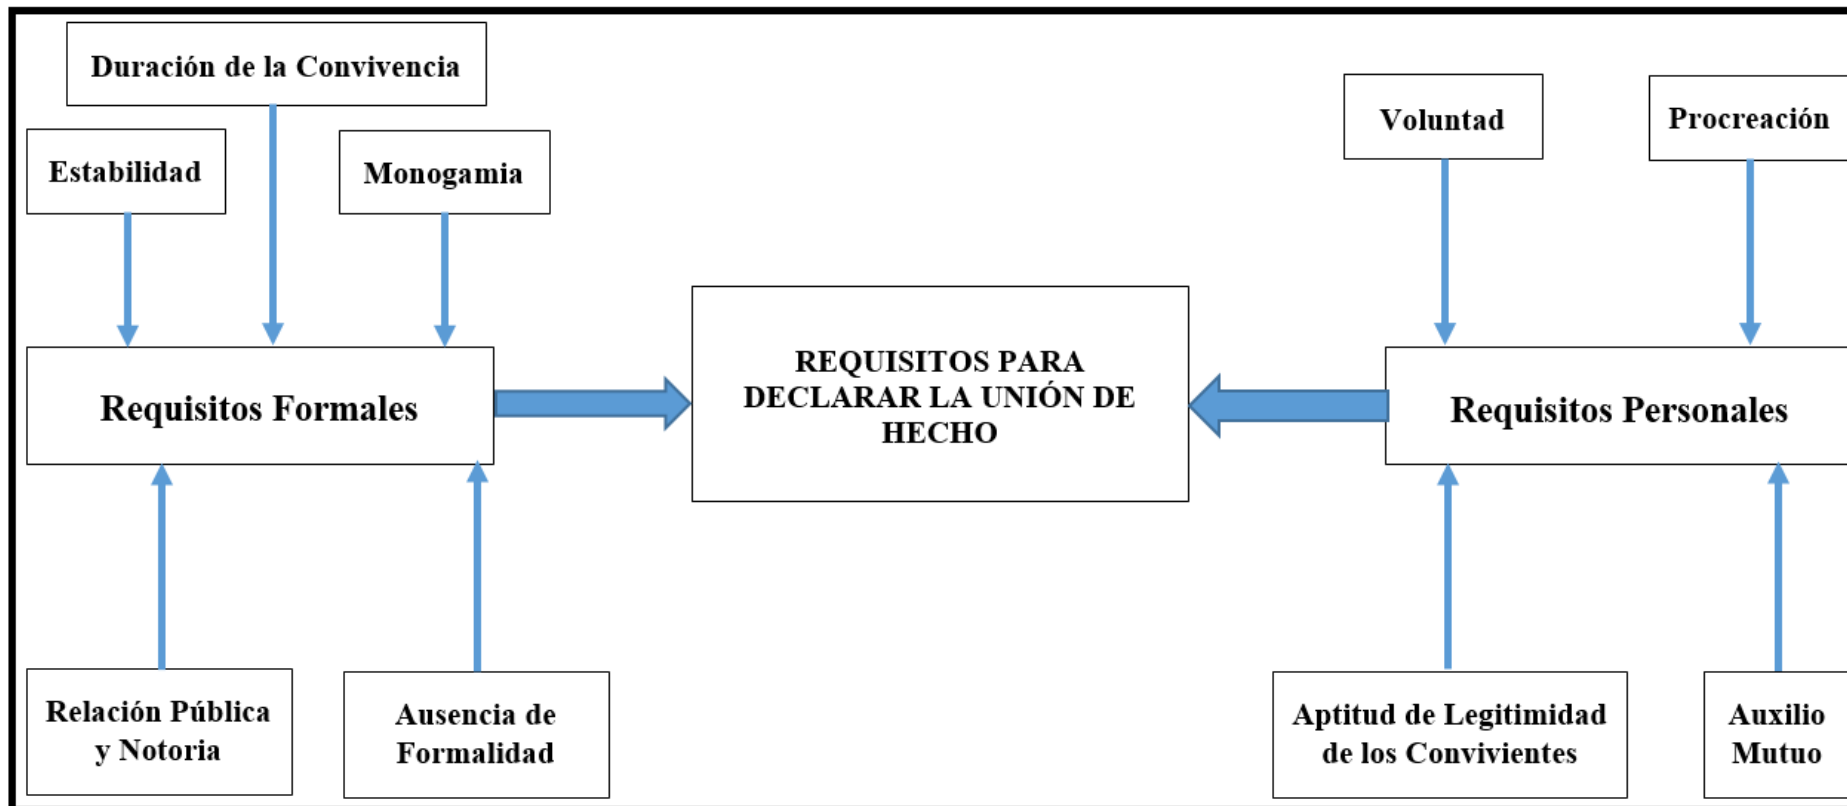 Duración de la Convivencia
Estabilidad
Monogamia
Voluntad
Procreación
Requisitos Formales
REQUISITOS PARA
DECLARAR LA UNIÓN DE
HECHO
Requisitos Personales
Relación Pública
y Notoria
Ausencia de
Formalidad
Aptitud de Legitimidad
de los Convivientes
Auxilio
Mutuo